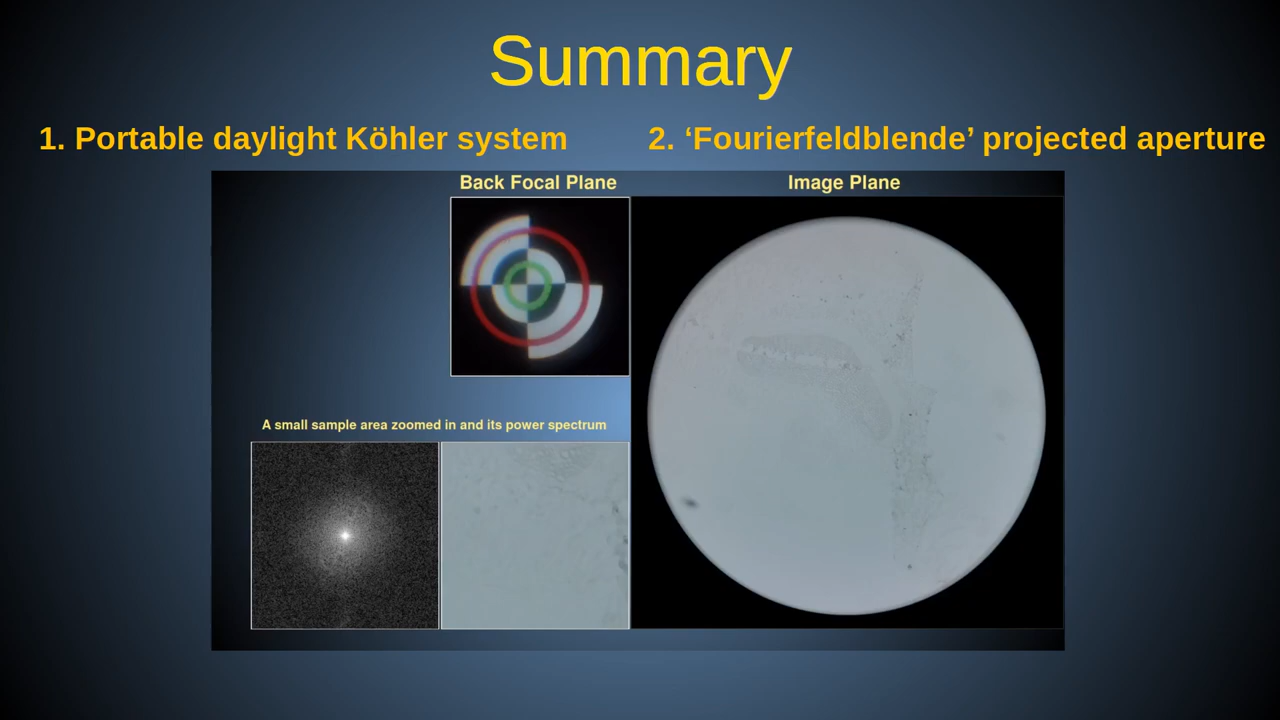 Summary
1. Portable daylight Köhler system
2. ‘Fourierfeldblende’ projected aperture
Back Focal Plane
Image Plane
A small sample area zoomed in and its power spectrum